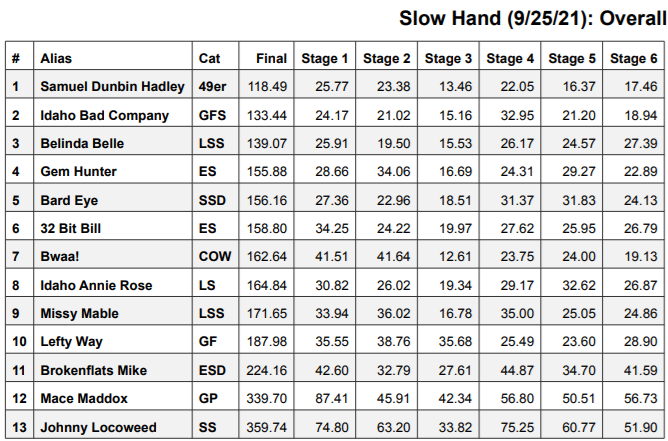 Slow Hand (9/25/21): Overall
# Alias Cat Final Stage 1 Stage 2 Stage 3 Stage 4 Stage 5 Stage 6
1 Samuel Dunbin Hadley 49er 118.49 25.77 23.38 13.46 22.05 16.37 17.46
2 Idaho Bad Company GFS 133.44 24.17 21.02 15.16 32.95 21.20 18.94
3 Belinda Belle LSS 139.07 25.91 19.50 15.53 26.17 24.57 27.39
4 Gem Hunter ES 155.88 28.66 34.06 16.69 24.31 29.27 22.89
5 Bard Eye SSD 156.16 27.36 22.96 18.51 31.37 31.83 24.13
6 32 Bit Bill ES 158.80 34.25 24.22 19.97 27.62 25.95 26.79
7 Bwaa! COW 162.64 41.51 41.64 12.61 23.75 24.00 19.13
8 Idaho Annie Rose LS 164.84 30.82 26.02 19.34 29.17 32.62 26.87
9 Missy Mable LSS 171.65 33.94 36.02 16.78 35.00 25.05 24.86
10 Lefty Way GF 187.98 35.55 38.76 35.68 25.49 23.60 28.90
11 Brokenflats Mike ESD 224.16 42.60 32.79 27.61 44.87 34.70 41.59
12 Mace Maddox GP 339.70 87.41 45.91 42.34 56.80 50.51 56.73
13 Johnny Locoweed SS 359.74 74.80 63.20 33.82 75.25 60.77 51.90